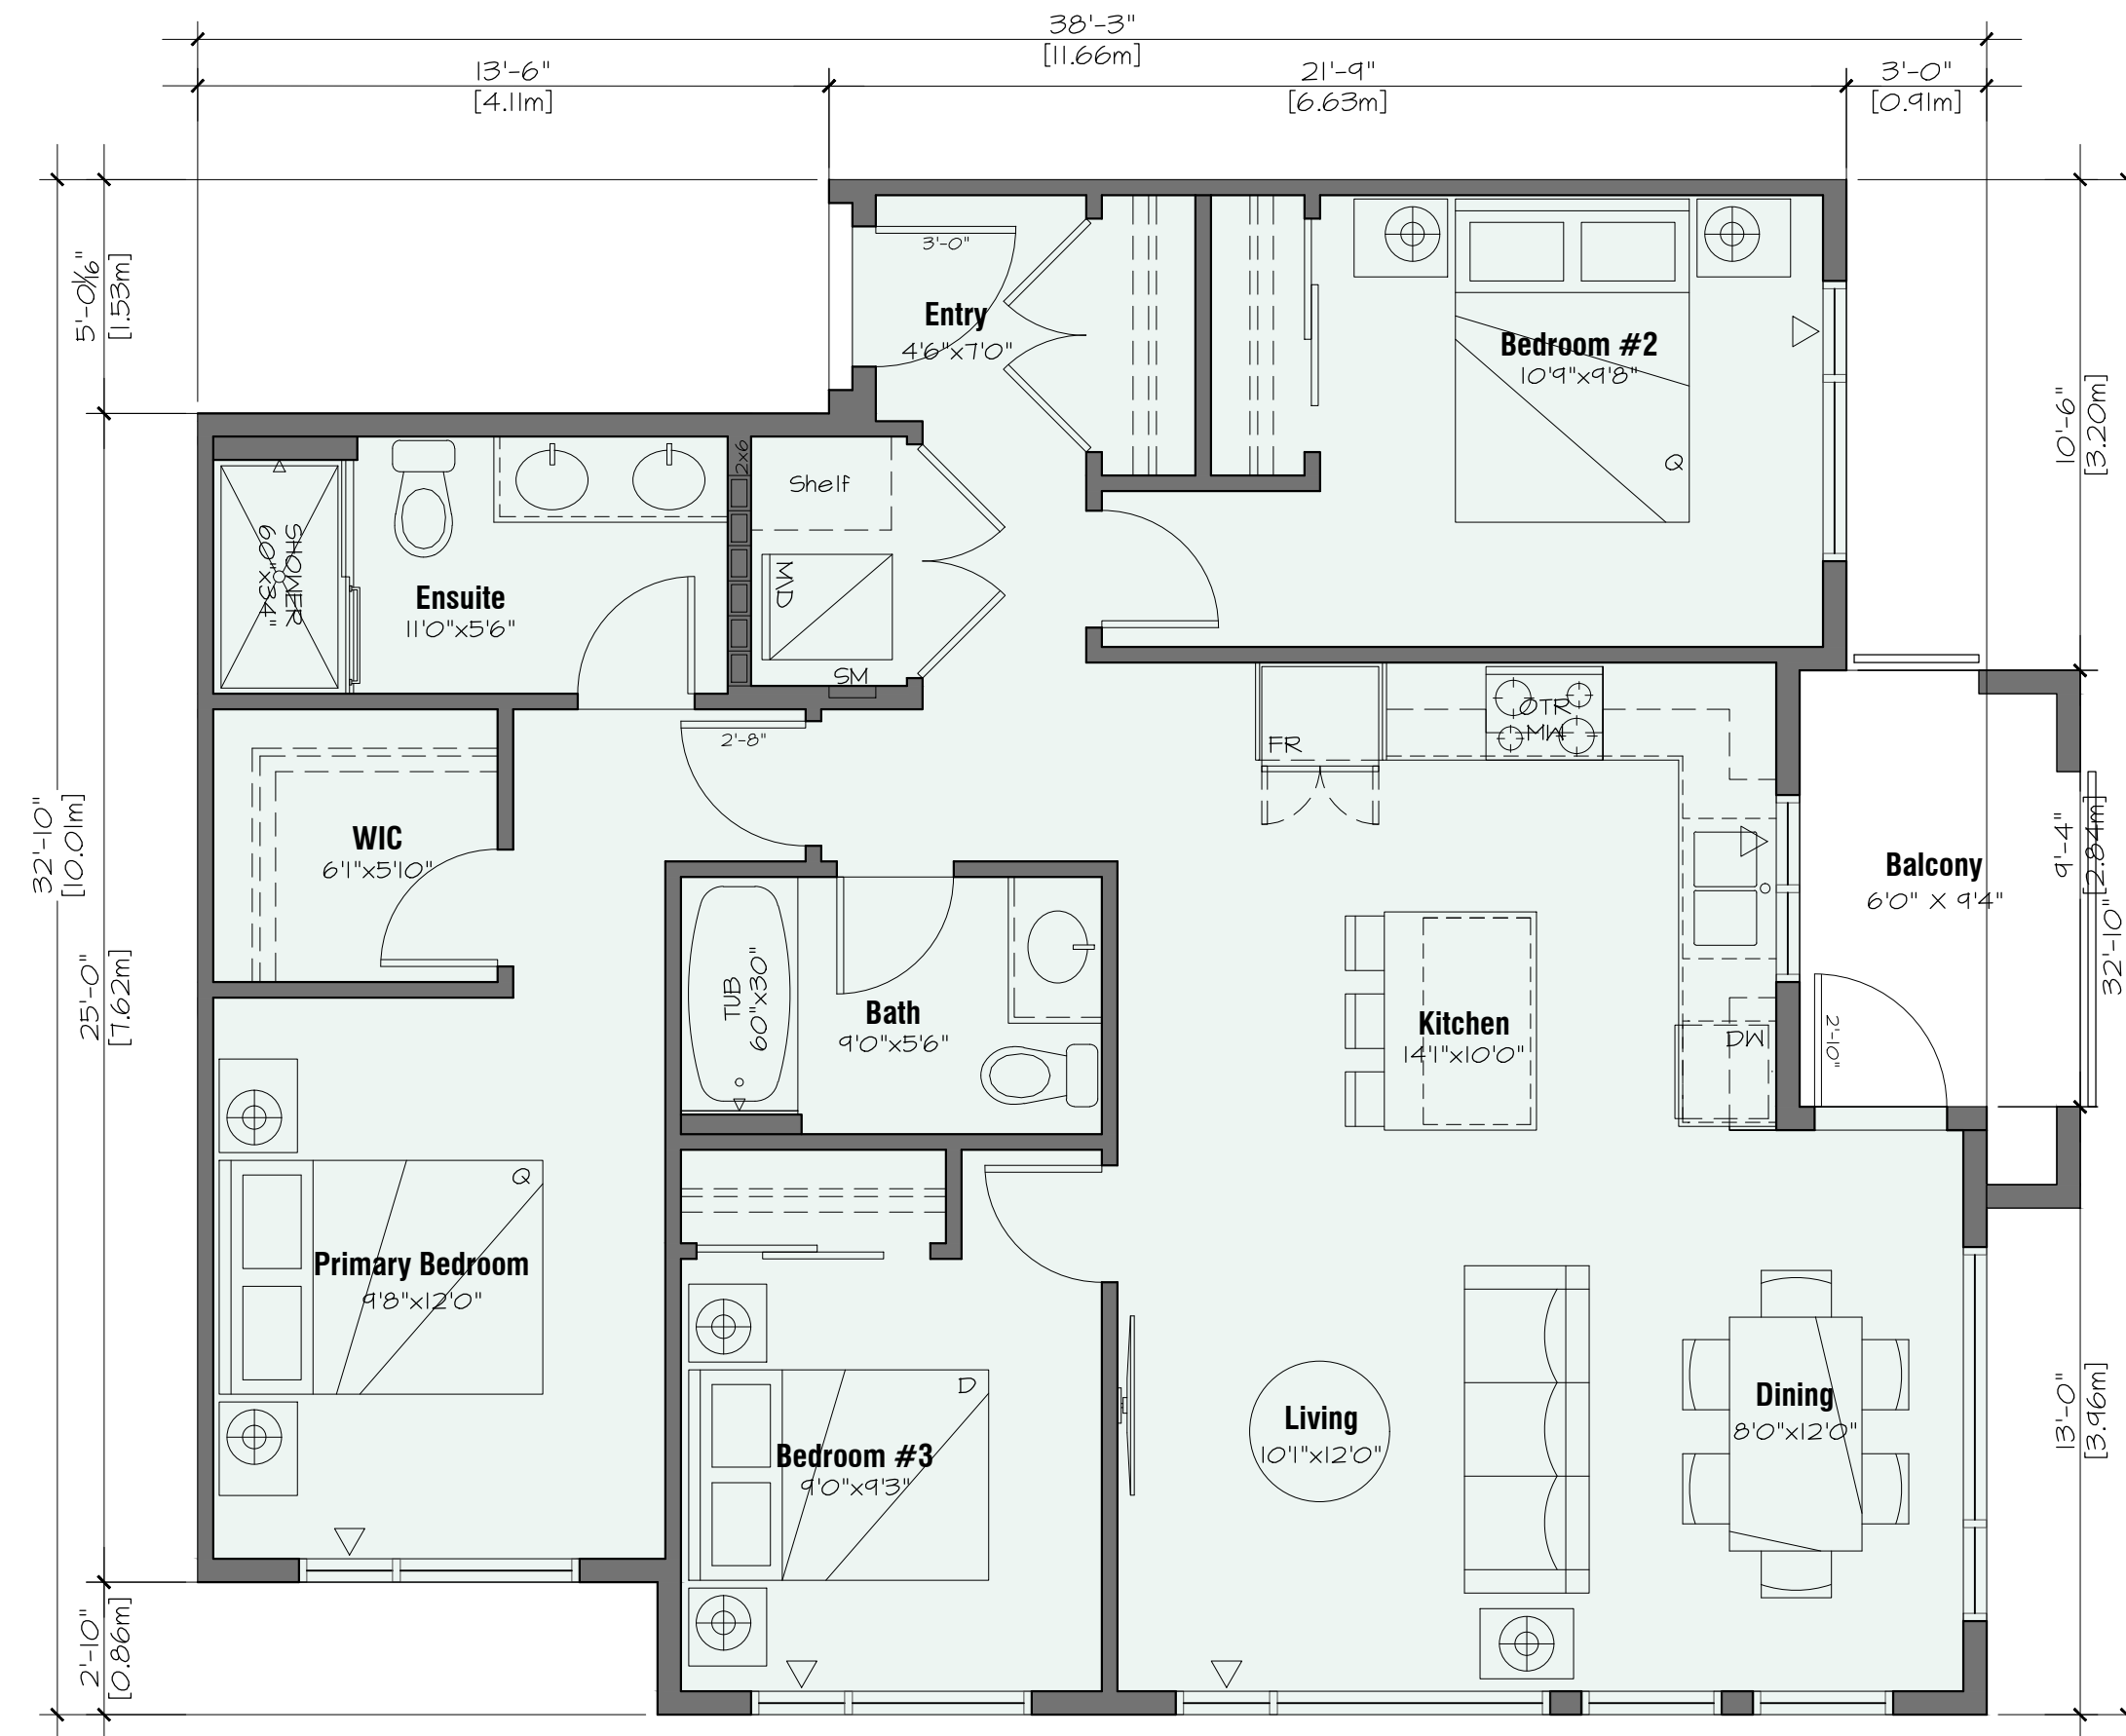 38'-3"
[11.66m]
13'-6"
[4.11m]
21'-9"
[6.63m]
3'-0"
[0.91m]
5'-0 1/16"
[1.53m]
32'-10"
[10.01m]
25'-0"
[7.62m]
2'-10"
[0.86m]
10'-6"
[3.20m]
9'-4"
[2.84m]
32'-10"
13'-0"
[3.96m]
3'-0"
Entry
4'6"x7'0"
Bedroom #2
10'9"x9'8"
Q
2x6
Shelf
W/D
SM
SHOWER
60"x34"
Ensuite
11'0"x5'6"
2'-8"
FR
OTR
MW
WIC
6'1"x5'10"
Balcony
6'0" X 9'4"
TUB
60"x30"
Bath
9'0"x5'6"
Kitchen
14'1"x10'0"
DW
2'-10"
Q
Primary Bedroom
9'8"x12'0"
D
Bedroom #3
9'0"x9'3"
Living
10'1"x12'0"
Dining
8'0"x12'0"